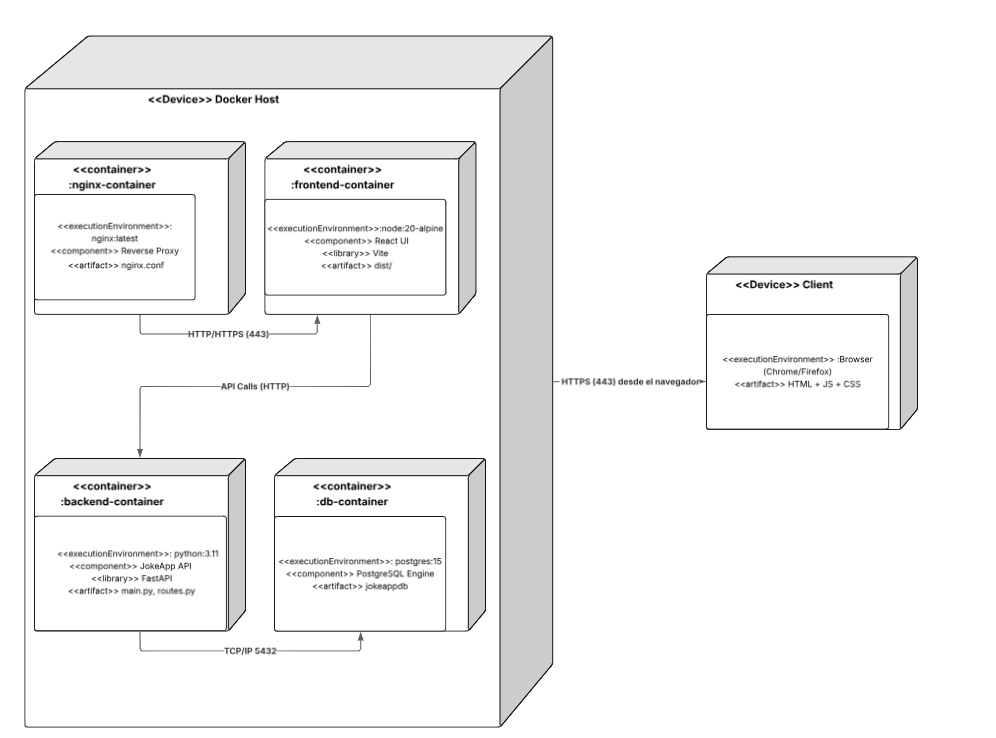 <<Device>> Docker Host
<<container>>
:nginx-container
<<executionEnvironment>>:
nginx:latest
<<component>> Reverse Proxy
<<artifact>> nginx.conf
<<container>>
:frontend-container
<<executionEnvironment>>:node:20-alpine
<<component>> React UI
<<library>> Vite
<<artifact>> dist/
HTTP/HTTPS (443)
API Calls (HTTP)
<<container>>
:backend-container
<<executionEnvironment>>: python:3.11
<<component>> JokeApp API
<<library>> FastAPI
<<artifact>> main.py, routes.py
<<container>>
:db-container
<<executionEnvironment>>: postgres:15
<<component>> PostgreSQL Engine
<<artifact>> jokeappdb
TCP/IP 5432
HTTPS (443) desde el navegador
<<Device>> Client
<<executionEnvironment>> :Browser
(Chrome/Firefox)
<<artifact>> HTML + JS + CSS